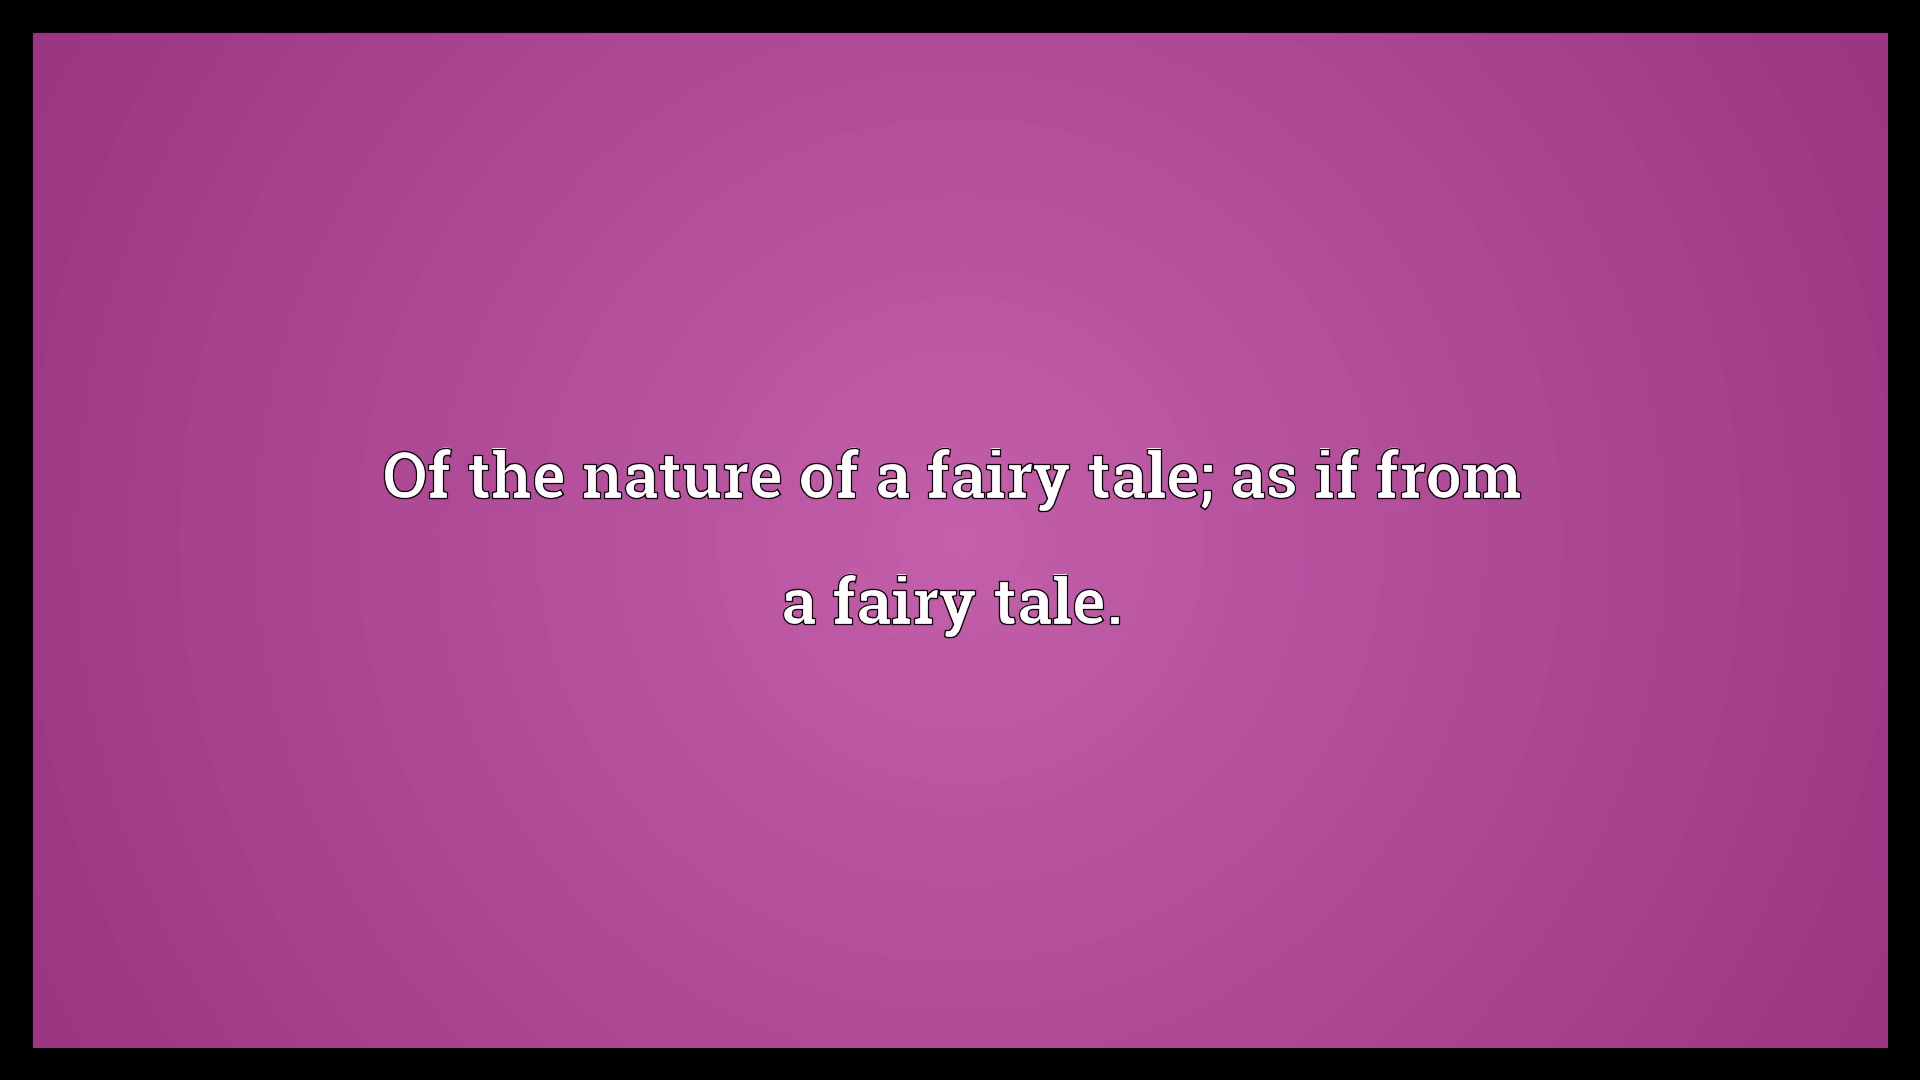 Of the nature of a fairy tale; as if from
a fairy tale.